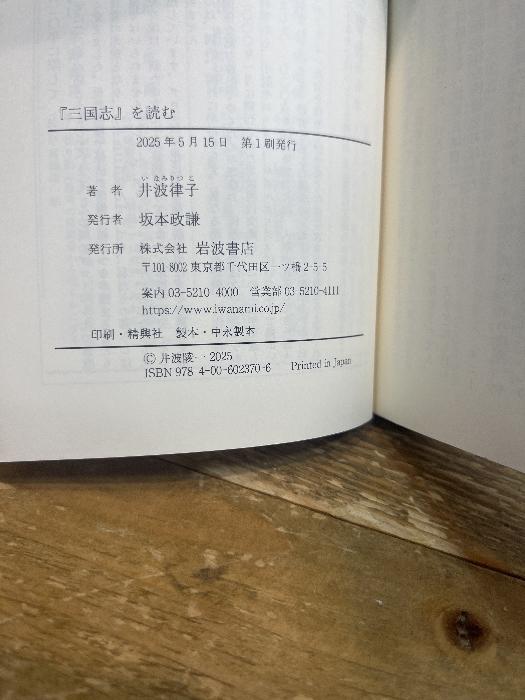 『三国志』を読む
2025年5月15日 第1刷発行
いなみりつこ
著者 井波律子
発行者 坂本政謙
発行所 株式会社 岩波書店
〒101-8002 東京都千代田区一ツ橋2-5-5
案内 03-5210-4000 営業部 03-5210-4111
https://www.iwanami.co.jp/
印刷・精興社 製本・中永製本
© 井波陵一 2025
ISBN 978-4-00-602370-6 Printed in Japan